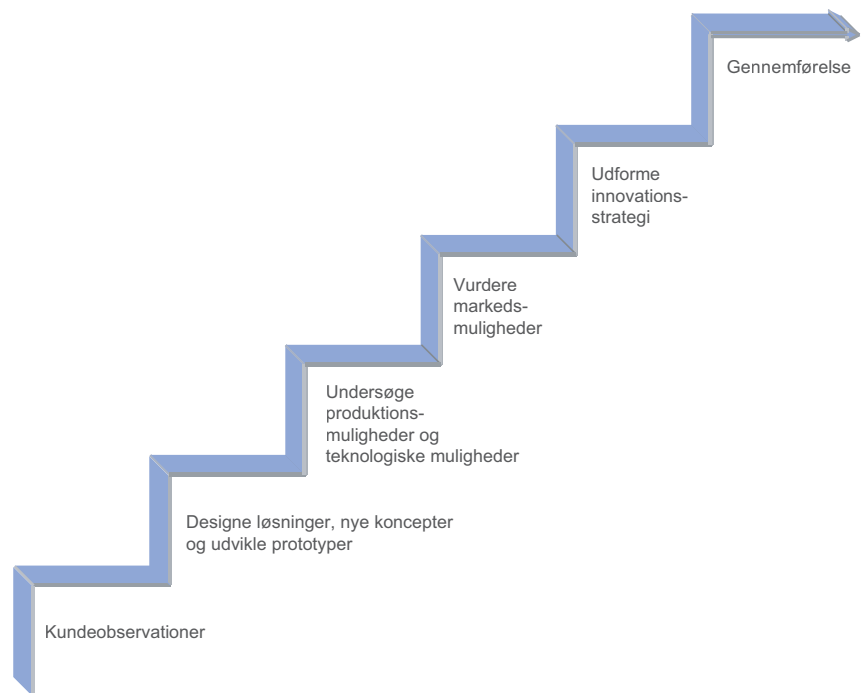 Gennemførelse
Udforme
innovations-
strategi
Vurdere
markeds-
muligheder
Undersøge
produktions-
muligheder og
teknologiske muligheder
Designe løsninger, nye koncepter
og udvikle prototyper
Kundeobservationer